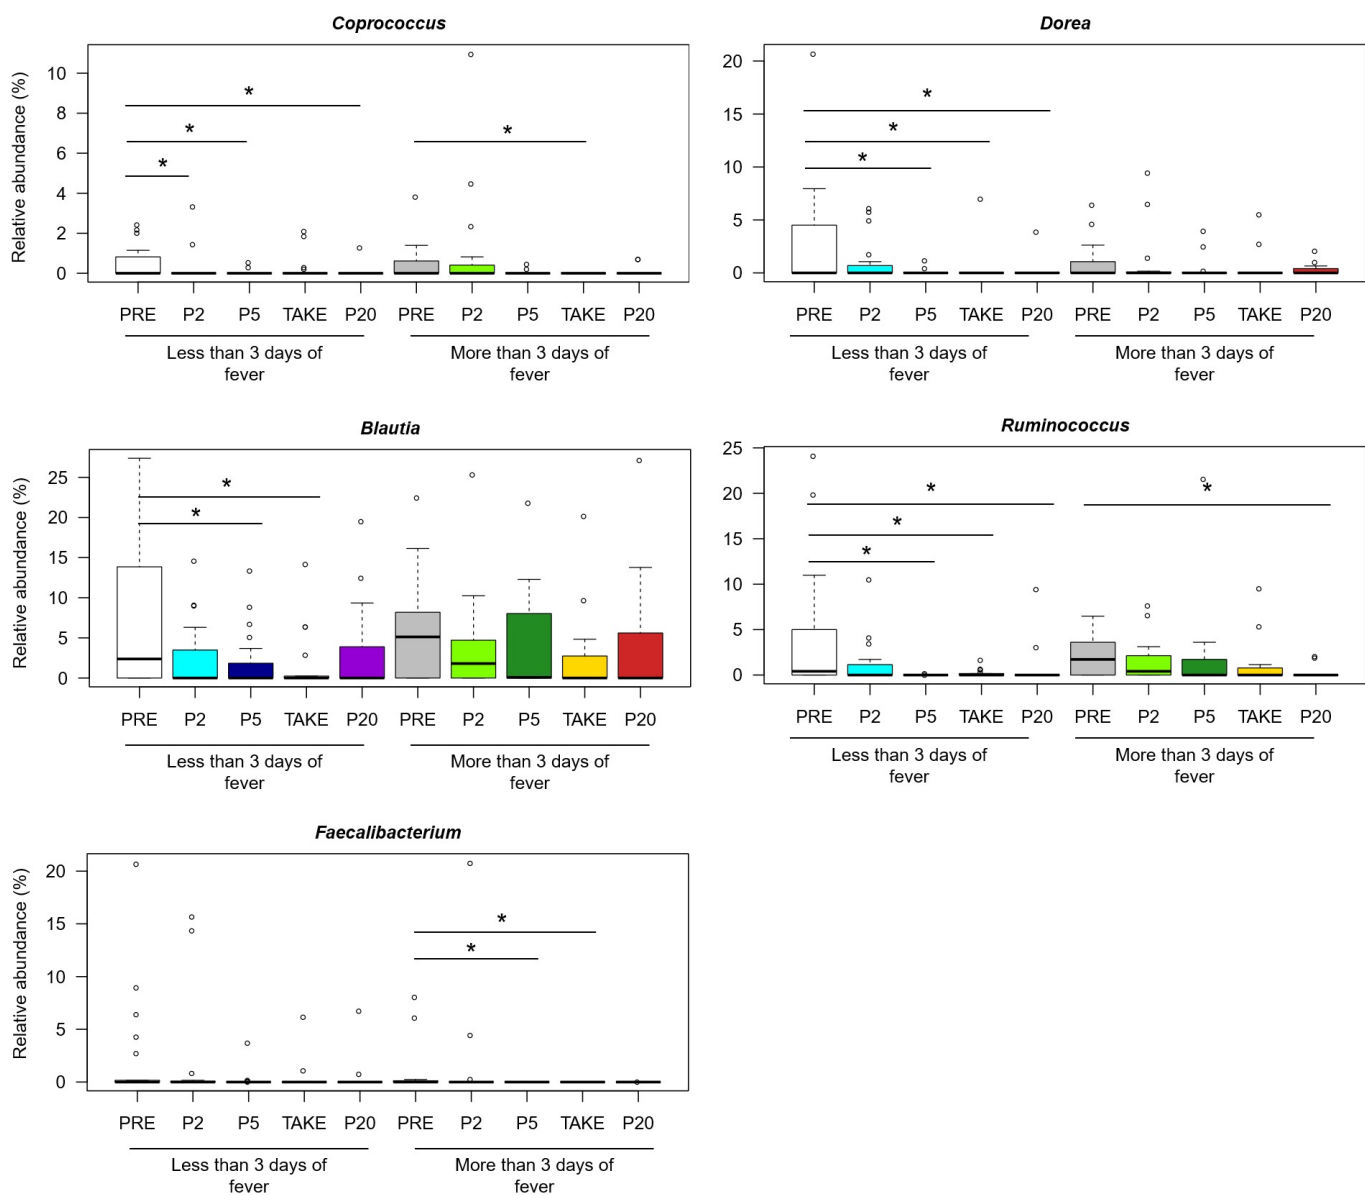 Coprococcus
Relative abundance (%)
10
8
6
4
2
0
*
*
*
*
PRE P2 P5 TAKE P20 PRE P2 P5 TAKE P20
Less than 3 days of
fever
More than 3 days of
fever
Dorea
20
15
10
5
0
*
*
*
PRE P2 P5 TAKE P20 PRE P2 P5 TAKE P20
Less than 3 days of
fever
More than 3 days of
fever
Blautia
Relative abundance (%)
25
20
15
10
5
0
*
*
PRE P2 P5 TAKE P20 PRE P2 P5 TAKE P20
Less than 3 days of
fever
More than 3 days of
fever
Ruminococcus
25
20
15
10
5
0
*
*
*
*
PRE P2 P5 TAKE P20 PRE P2 P5 TAKE P20
Less than 3 days of
fever
More than 3 days of
fever
Faecalibacterium
Relative abundance (%)
20
15
10
5
0
*
*
PRE P2 P5 TAKE P20 PRE P2 P5 TAKE P20
Less than 3 days of
fever
More than 3 days of
fever